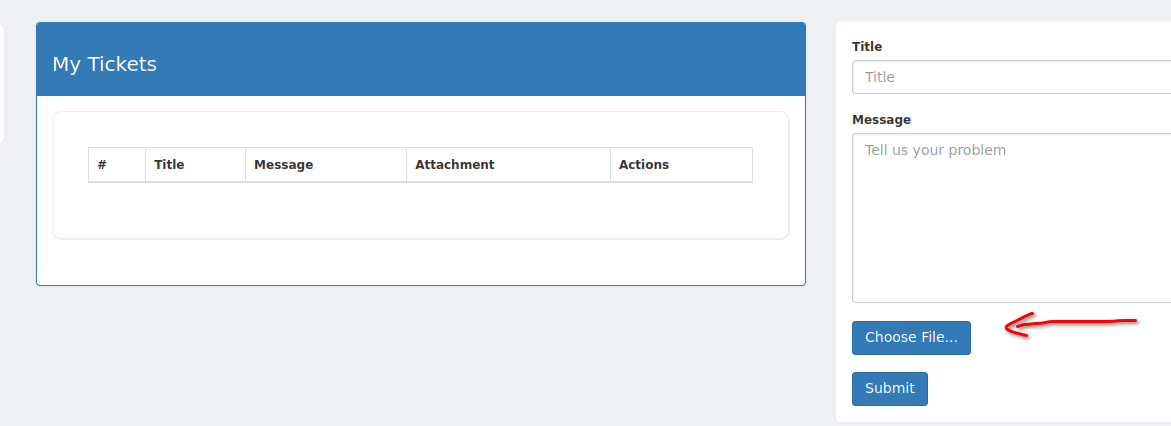 My Tickets
# Title Message Attachment Actions
Title
Title
Message
Tell us your problem
Choose File...
Submit